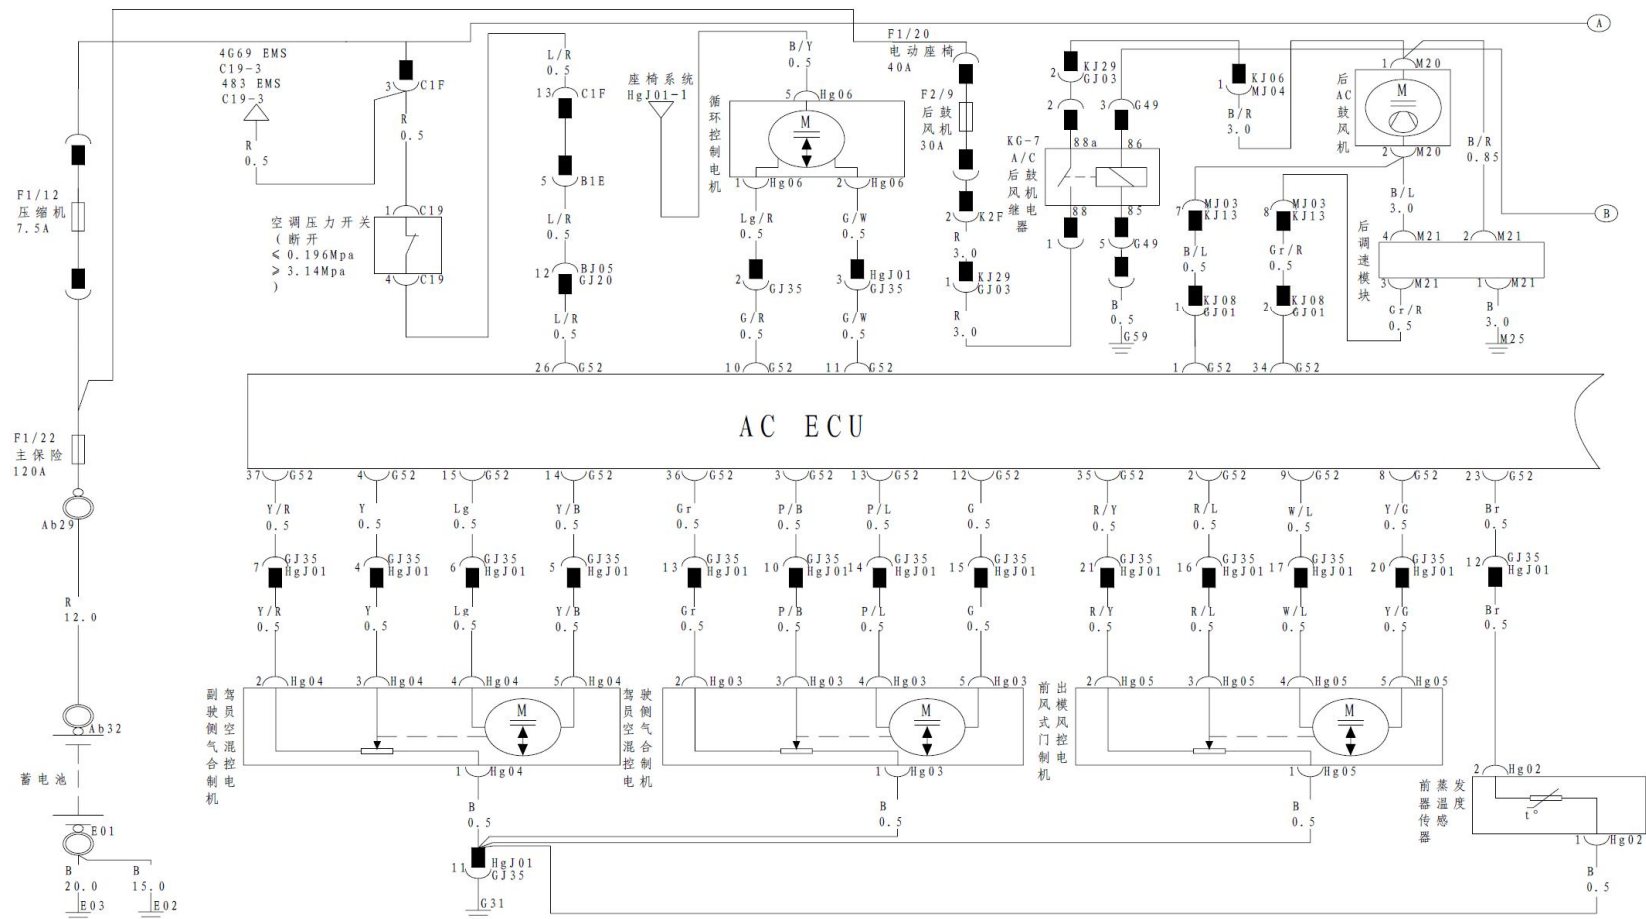 A
F1/20
电动座椅
40A
4G69 EMS
C19-3
483 EMS
C19-3
3 C1F
R
0.5
R
0.5
L/R
0.5
13 C1F
5 B1E
L/R
0.5
12 BJ05
GJ20
L/R
0.5
26 G52
座椅系统
HgJ01-1
B/Y
0.5
5 Hg06
循环控制电机
M
1 Hg06
2 Hg06
Lg/R
0.5
G/W
0.5
2 GJ35
3 HgJ01
GJ35
G/R
0.5
G/W
0.5
10 G52
11 G52
F2/9
后鼓风机
30A
2 K2F
R
3.0
1 KJ29
GJ03
R
3.0
2 KJ29
GJ03
2
3 G49
KG-7
A/C
后鼓风机继电器
88a
86
88
85
1
5 G49
B
0.5
G59
1 KJ06
MJ04
B/R
3.0
后AC鼓风机
1 M20
M
2 M20
B/R
0.85
B/L
3.0
7 MJ03
KJ13
8 MJ03
KJ13
B
B/L
0.5
Gr/R
0.5
1 KJ08
GJ01
2 KJ08
GJ01
1 G52
34 G52
后调速模块
4 M21
2 M21
3 M21
1 M21
Gr/R
0.5
B
3.0
M25
F1/12
压缩机
7.5A
空调压力开关
(断开
≤0.196Mpa
≥3.14Mpa
)
1 C19
4 C19
AC ECU
F1/22
主保险
120A
Ab29
R
12.0
Ab32
蓄电池
E01
B
20.0
B
15.0
E03
E02
37 G52
4 G52
15 G52
14 G52
36 G52
3 G52
13 G52
12 G52
35 G52
2 G52
9 G52
8 G52
23 G52
Y/R
0.5
Y
0.5
Lg
0.5
Y/B
0.5
Gr
0.5
P/B
0.5
P/L
0.5
G
0.5
R/Y
0.5
R/L
0.5
W/L
0.5
Y/G
0.5
Br
0.5
7 GJ35
HgJ01
4 GJ35
HgJ01
6 GJ35
HgJ01
5 GJ35
HgJ01
13 GJ35
HgJ01
10 GJ35
HgJ01
14 GJ35
HgJ01
15 GJ35
HgJ01
21 GJ35
HgJ01
16 GJ35
HgJ01
17 GJ35
HgJ01
20 GJ35
HgJ01
12 GJ35
HgJ01
Y/R
0.5
Y
0.5
Lg
0.5
Y/B
0.5
Gr
0.5
P/B
0.5
P/L
0.5
G
0.5
R/Y
0.5
R/L
0.5
W/L
0.5
Y/G
0.5
Br
0.5
2 Hg04
3 Hg04
4 Hg04
5 Hg04
2 Hg03
3 Hg03
4 Hg03
5 Hg03
2 Hg05
3 Hg05
4 Hg05
5 Hg05
副驾驶员侧空气混合控制电机
M
驾驶员侧空气混合控制电机
M
前出风模式风门控制电机
M
1 Hg04
1 Hg03
1 Hg05
B
0.5
B
0.5
B
0.5
11 HgJ01
GJ35
G31
2 Hg02
前蒸发器温度传感器
t°
1 Hg02
B
0.5